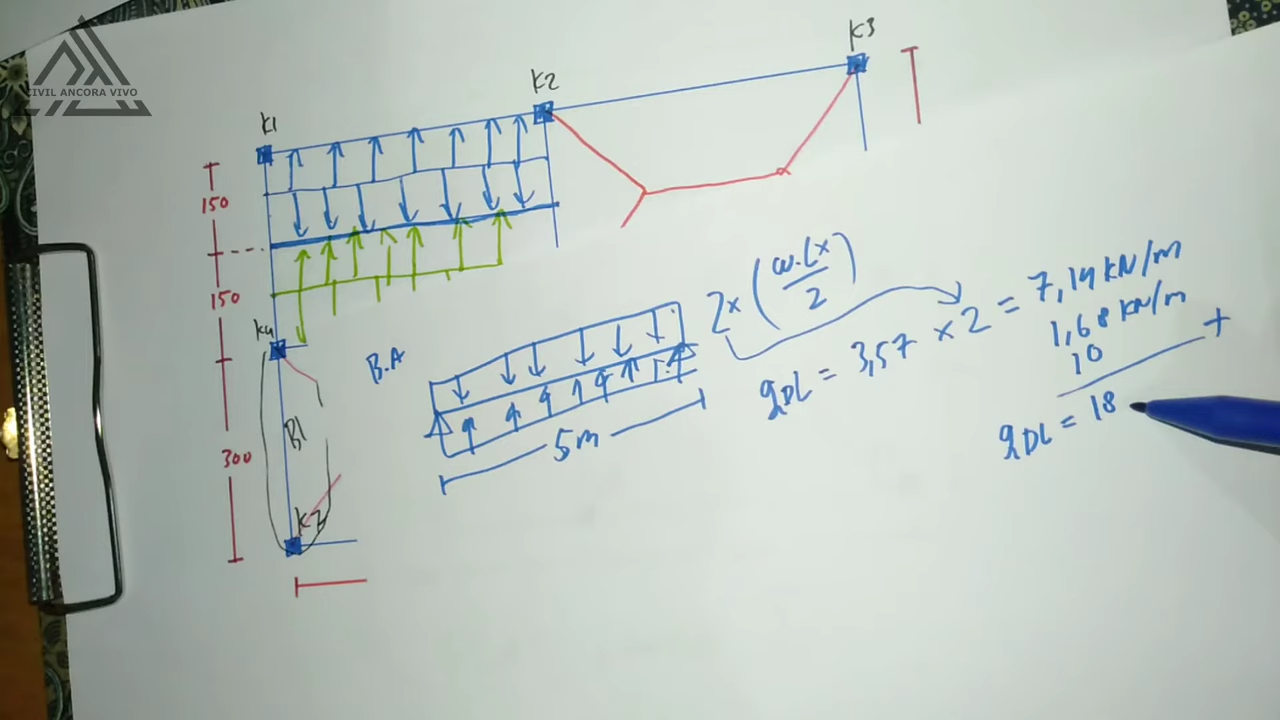 CIVIL ANCORA VIVO
K1
K2
K3
150
150
K4
B1
300
K7
B.A
5m
2x (ω.Lx/2)
qDL = 3,57 x 2 = 7,14 KN/m
1,68 KN/m
10
+
qDL = 18